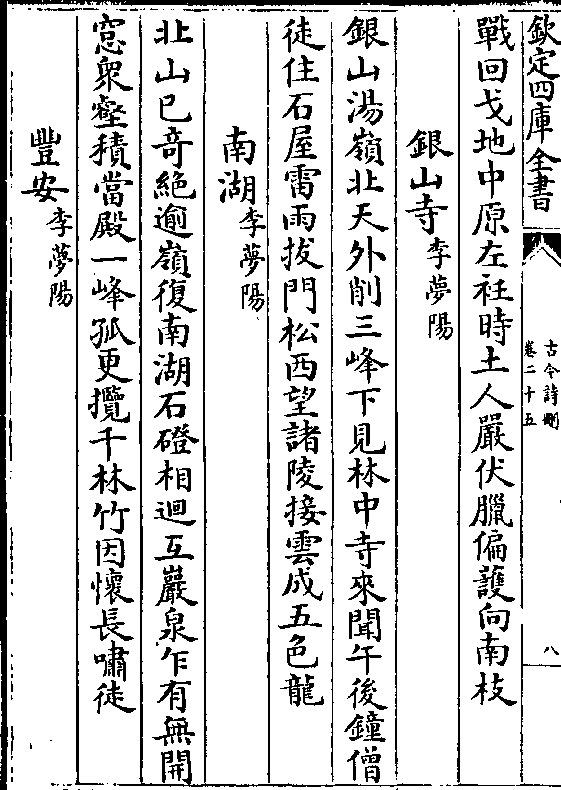 欽定四庫全書
古今詩刪
卷二十五
八
戰回戈地中原左衽時土人嚴伏臘偏䕶向南枝
銀山寺李夢陽
銀山湯嶺北天外削三峰下見林中寺來聞午後鐘僧
徒住石屋雷雨拔門松西望諸陵接雲成五色龍
南湖李夢陽
北山已竒絶逾嶺復南湖石磴相迴互巖泉乍有無開
窓衆壑積當殿一峰孤更攬千林竹因懷長嘯徒
豐安李夢陽